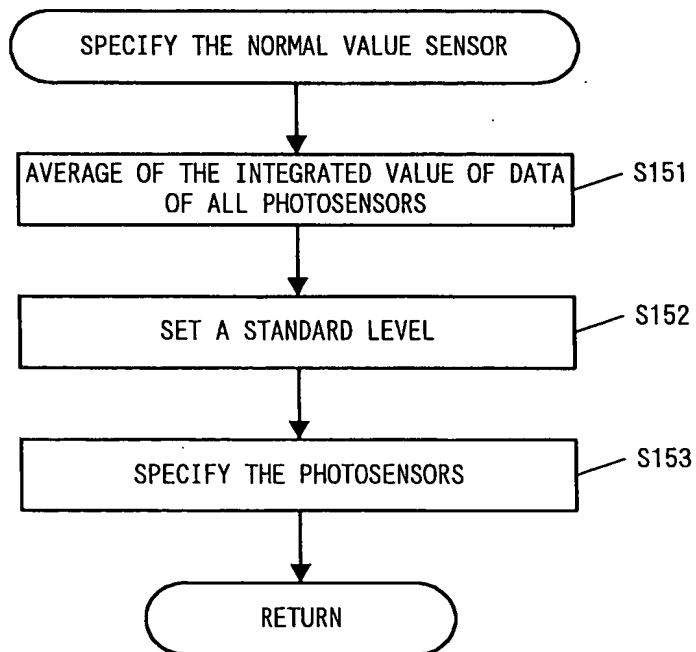 SPECIFY THE NORMAL VALUE SENSOR
AVERAGE OF THE INTEGRATED VALUE OF DATA
OF ALL PHOTOSENSORS
S151
SET A STANDARD LEVEL
S152
SPECIFY THE PHOTOSENSORS
S153
RETURN